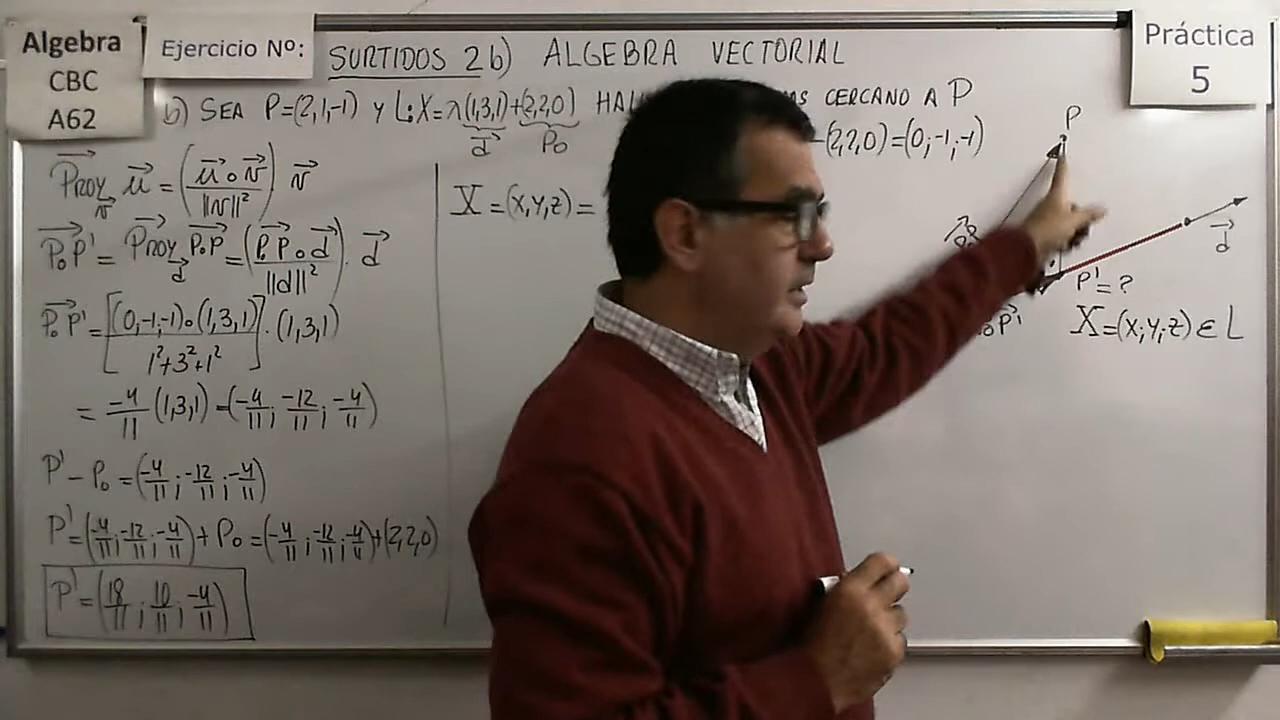 Algebra
CBC
A62
Ejercicio Nº:
SURTIDOS 2b) ALGEBRA VECTORIAL
Práctica
5
b) SEA P=(2,1,-1) Y L:X=λ(1,3,1)+(2,2,0) CERCANO A P
d⃗ P₀
-(2,2,0)=(0;-1;-1)
P
Proy_v⃗ u⃗ = (u⃗ ∘ v⃗ / ||v||²) v⃗
P₀P' = Proy_d⃗ P₀P = (P₀P ∘ d⃗ / ||d||²) · d⃗
P₀P' = [(0,-1,-1)∘(1,3,1) / 1²+3²+1²] · (1,3,1)
= -4/11 (1,3,1) = (-4/11; -12/11; -4/11)
P' - P₀ = (-4/11; -12/11; -4/11)
P' = (-4/11; -12/11; -4/11) + P₀ = (-4/11; -12/11; -4/11)+(2,2,0)
P' = (18/11; 10/11; -4/11)
X=(x,y,z)=
d⃗
P'=?
P'
X=(x;y;z) ∈ L